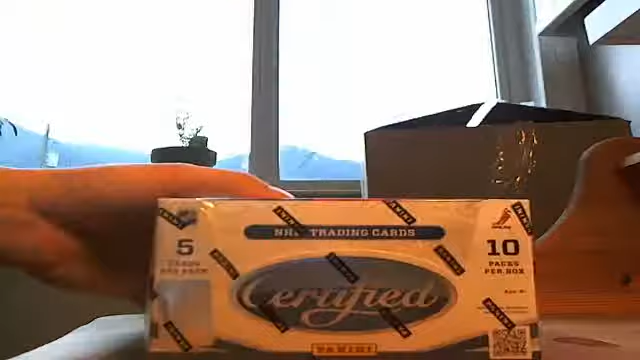 NHL TRADING CARDS
5
CARDS
PER PACK
10
PACKS
PER BOX
Certified
PANINI